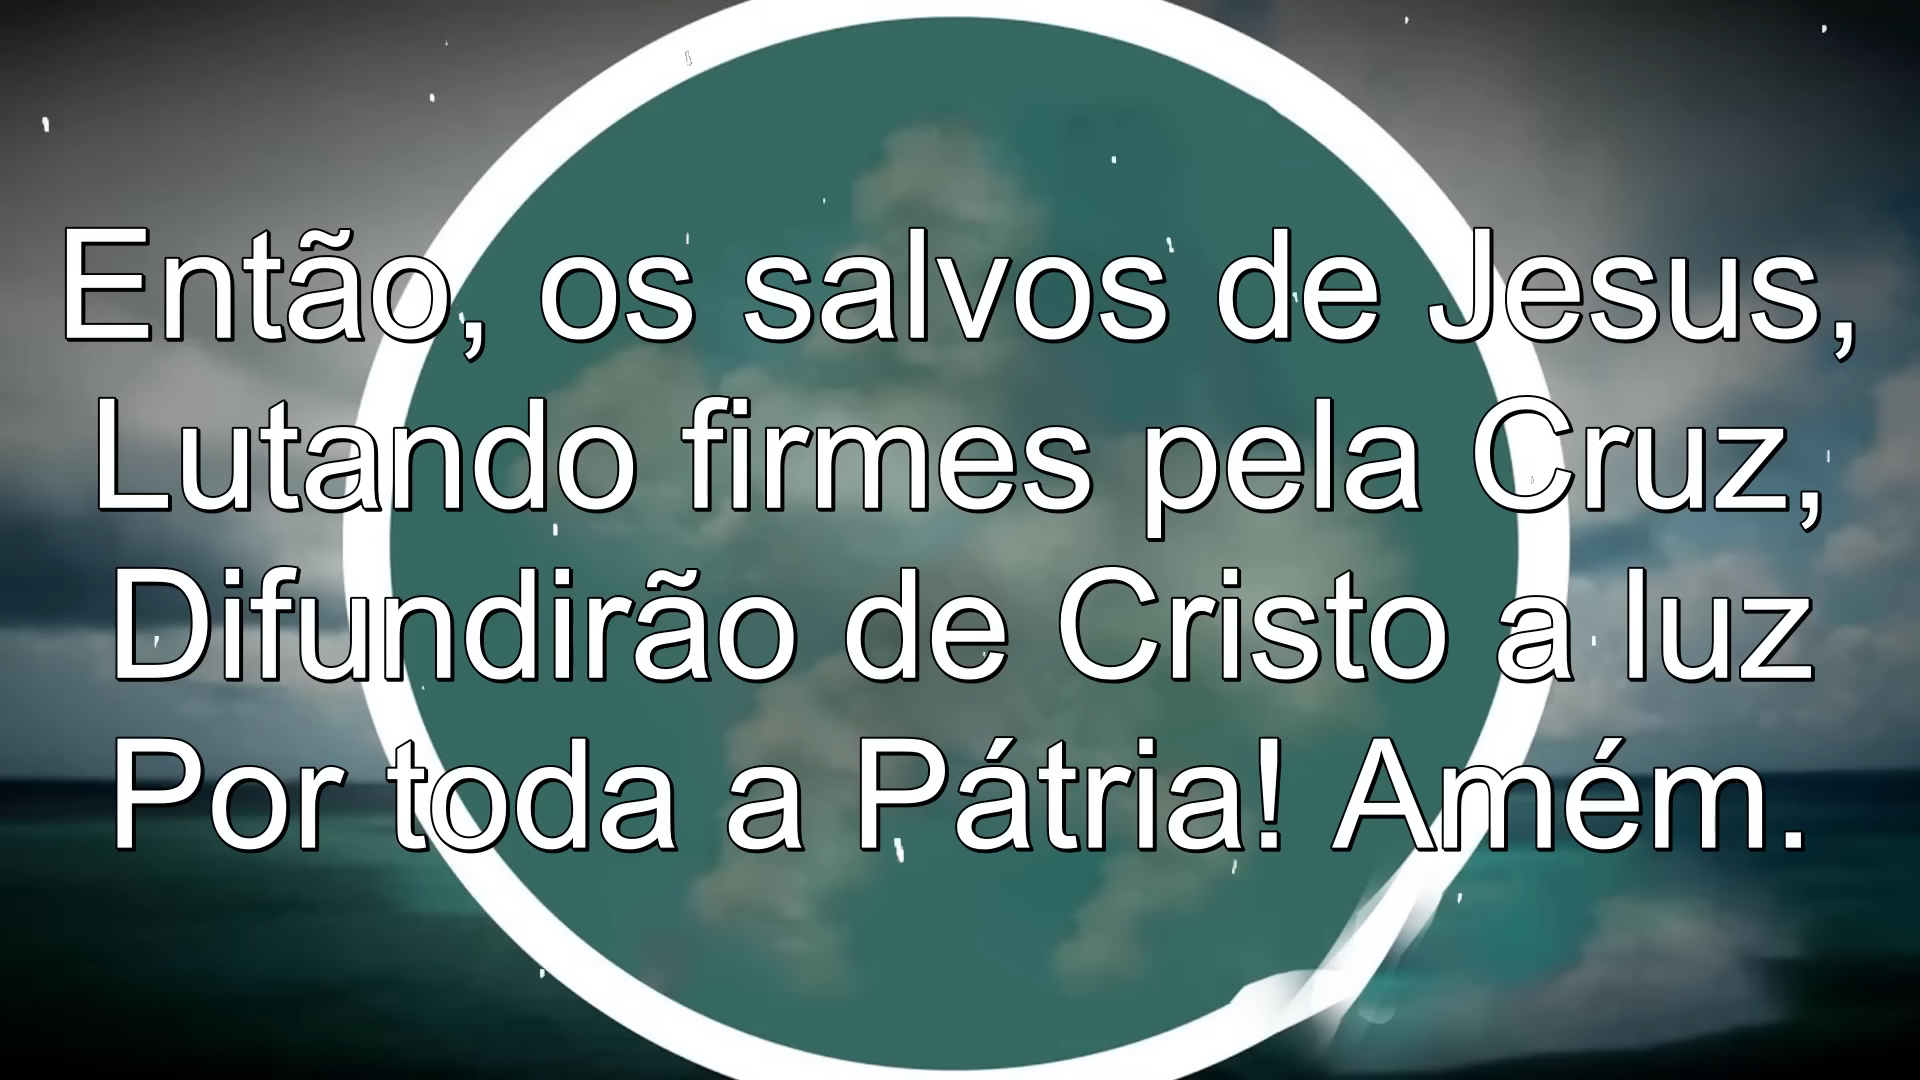 Então, os salvos de Jesus,
Lutando firmes pela Cruz,
Difundirão de Cristo a luz
Por toda a Pátria! Amém.